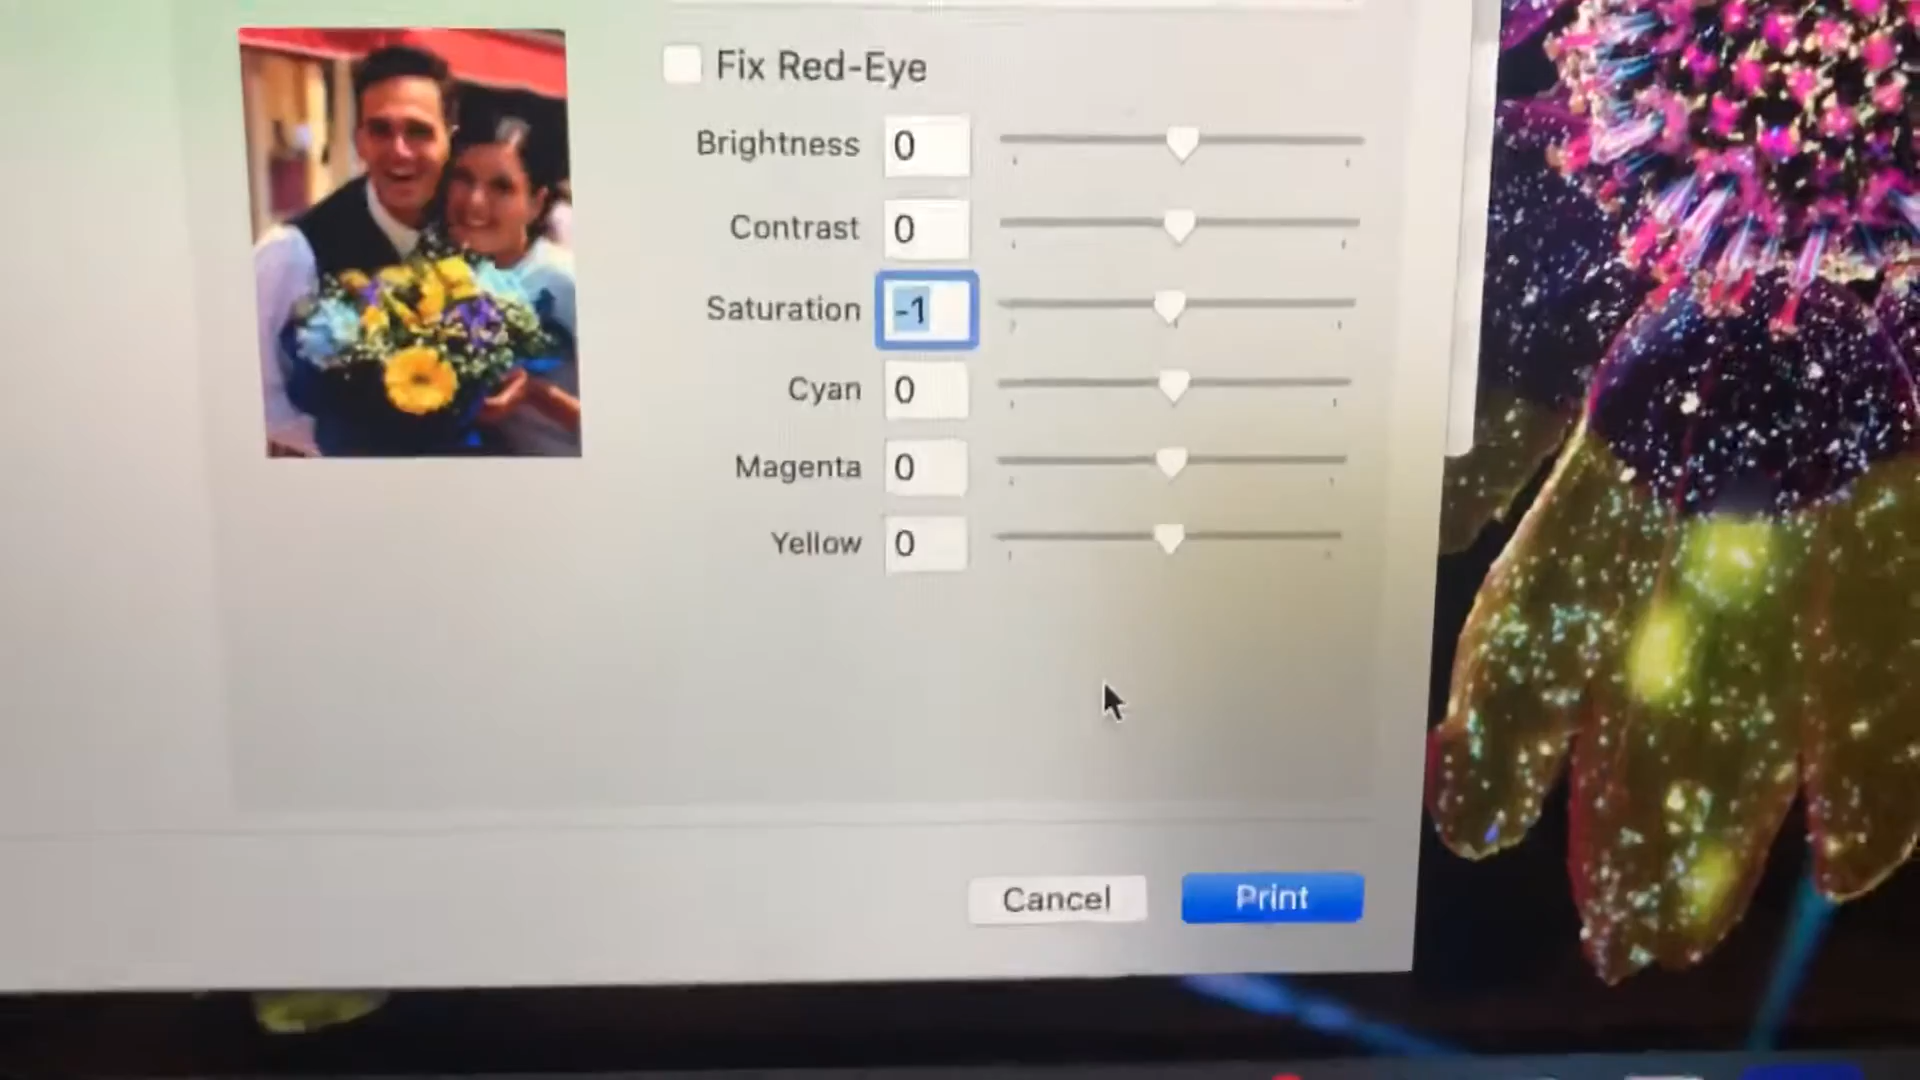 Fix Red-Eye
Brightness 0
Contrast 0
Saturation -1
Cyan 0
Magenta 0
Yellow 0
Cancel Print